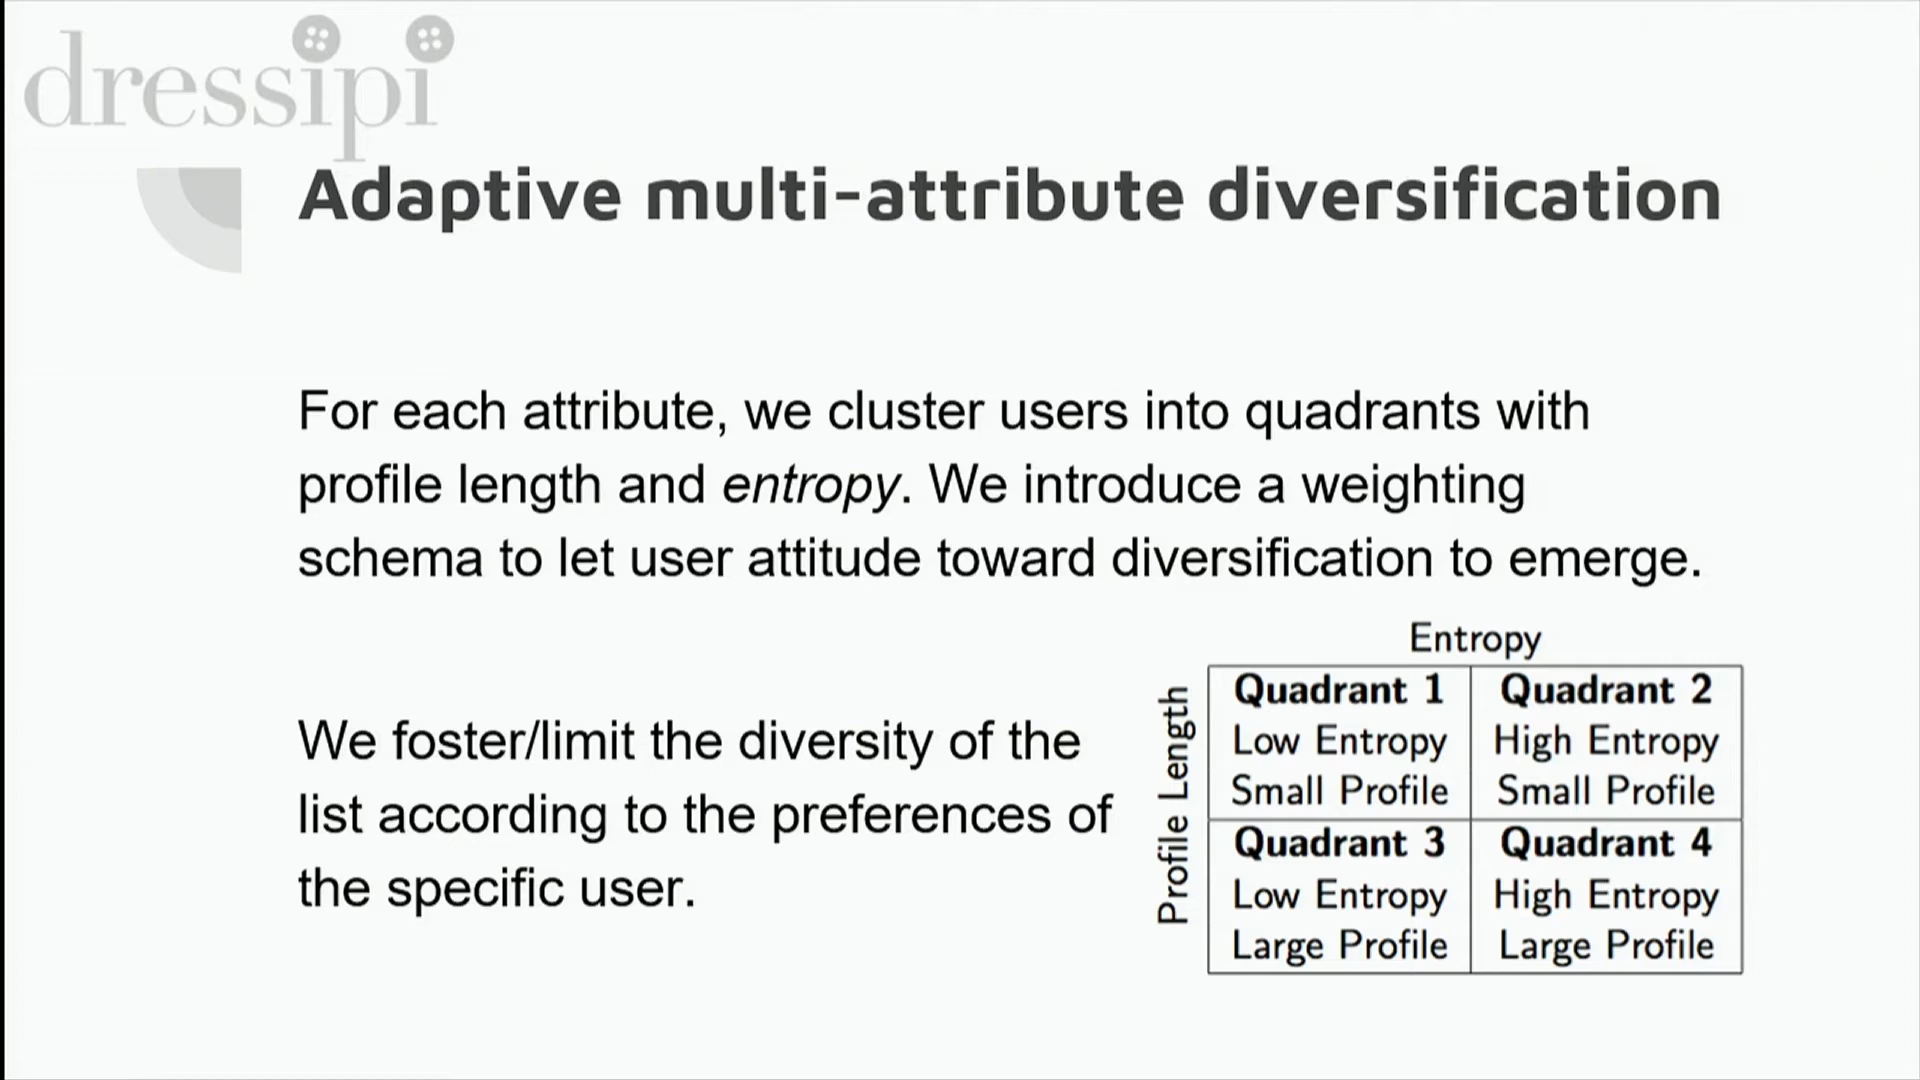 dressipi
Adaptive multi-attribute diversification
For each attribute, we cluster users into quadrants with
profile length and entropy. We introduce a weighting
schema to let user attitude toward diversification to emerge.
We foster/limit the diversity of the
list according to the preferences of
the specific user.
Entropy
Profile Length
Quadrant 1
Low Entropy
Small Profile
Quadrant 2
High Entropy
Small Profile
Quadrant 3
Low Entropy
Large Profile
Quadrant 4
High Entropy
Large Profile